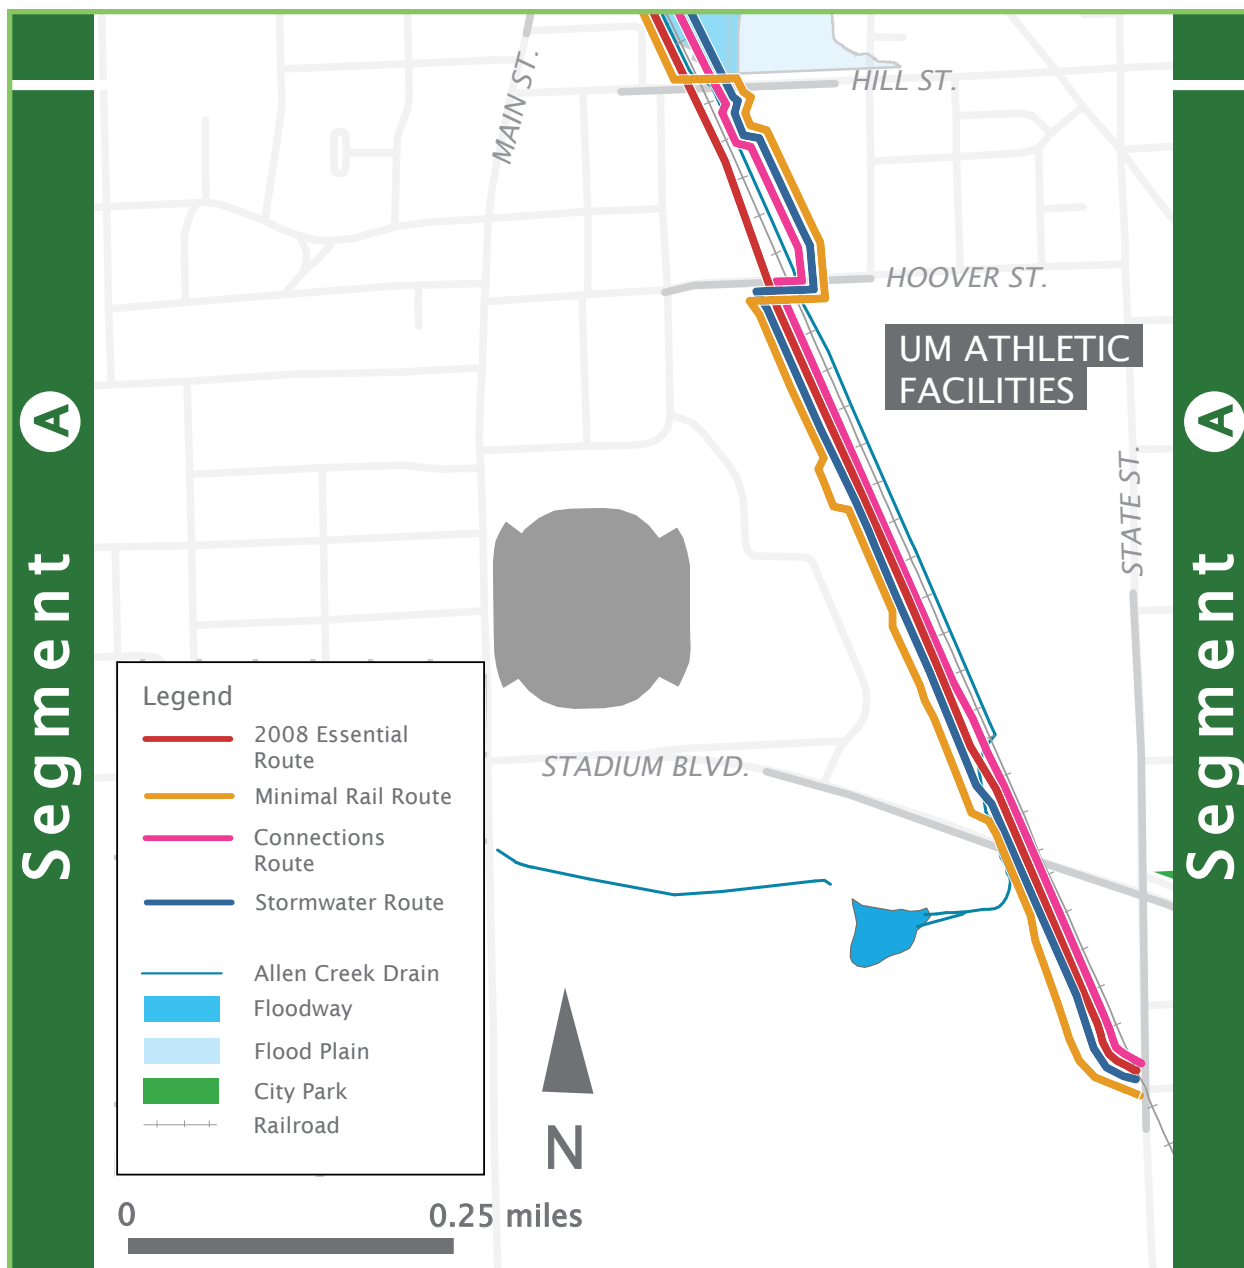 MAIN ST.
HILL ST.
HOOVER ST.
UM ATHLETIC
FACILITIES
A
A
STATE ST.
Segment
Segment
STADIUM BLVD.
Legend
2008 Essential
Route
Minimal Rail Route
Connections
Route
Stormwater Route
Allen Creek Drain
Floodway
Flood Plain
City Park
Railroad
N
0 0.25 miles